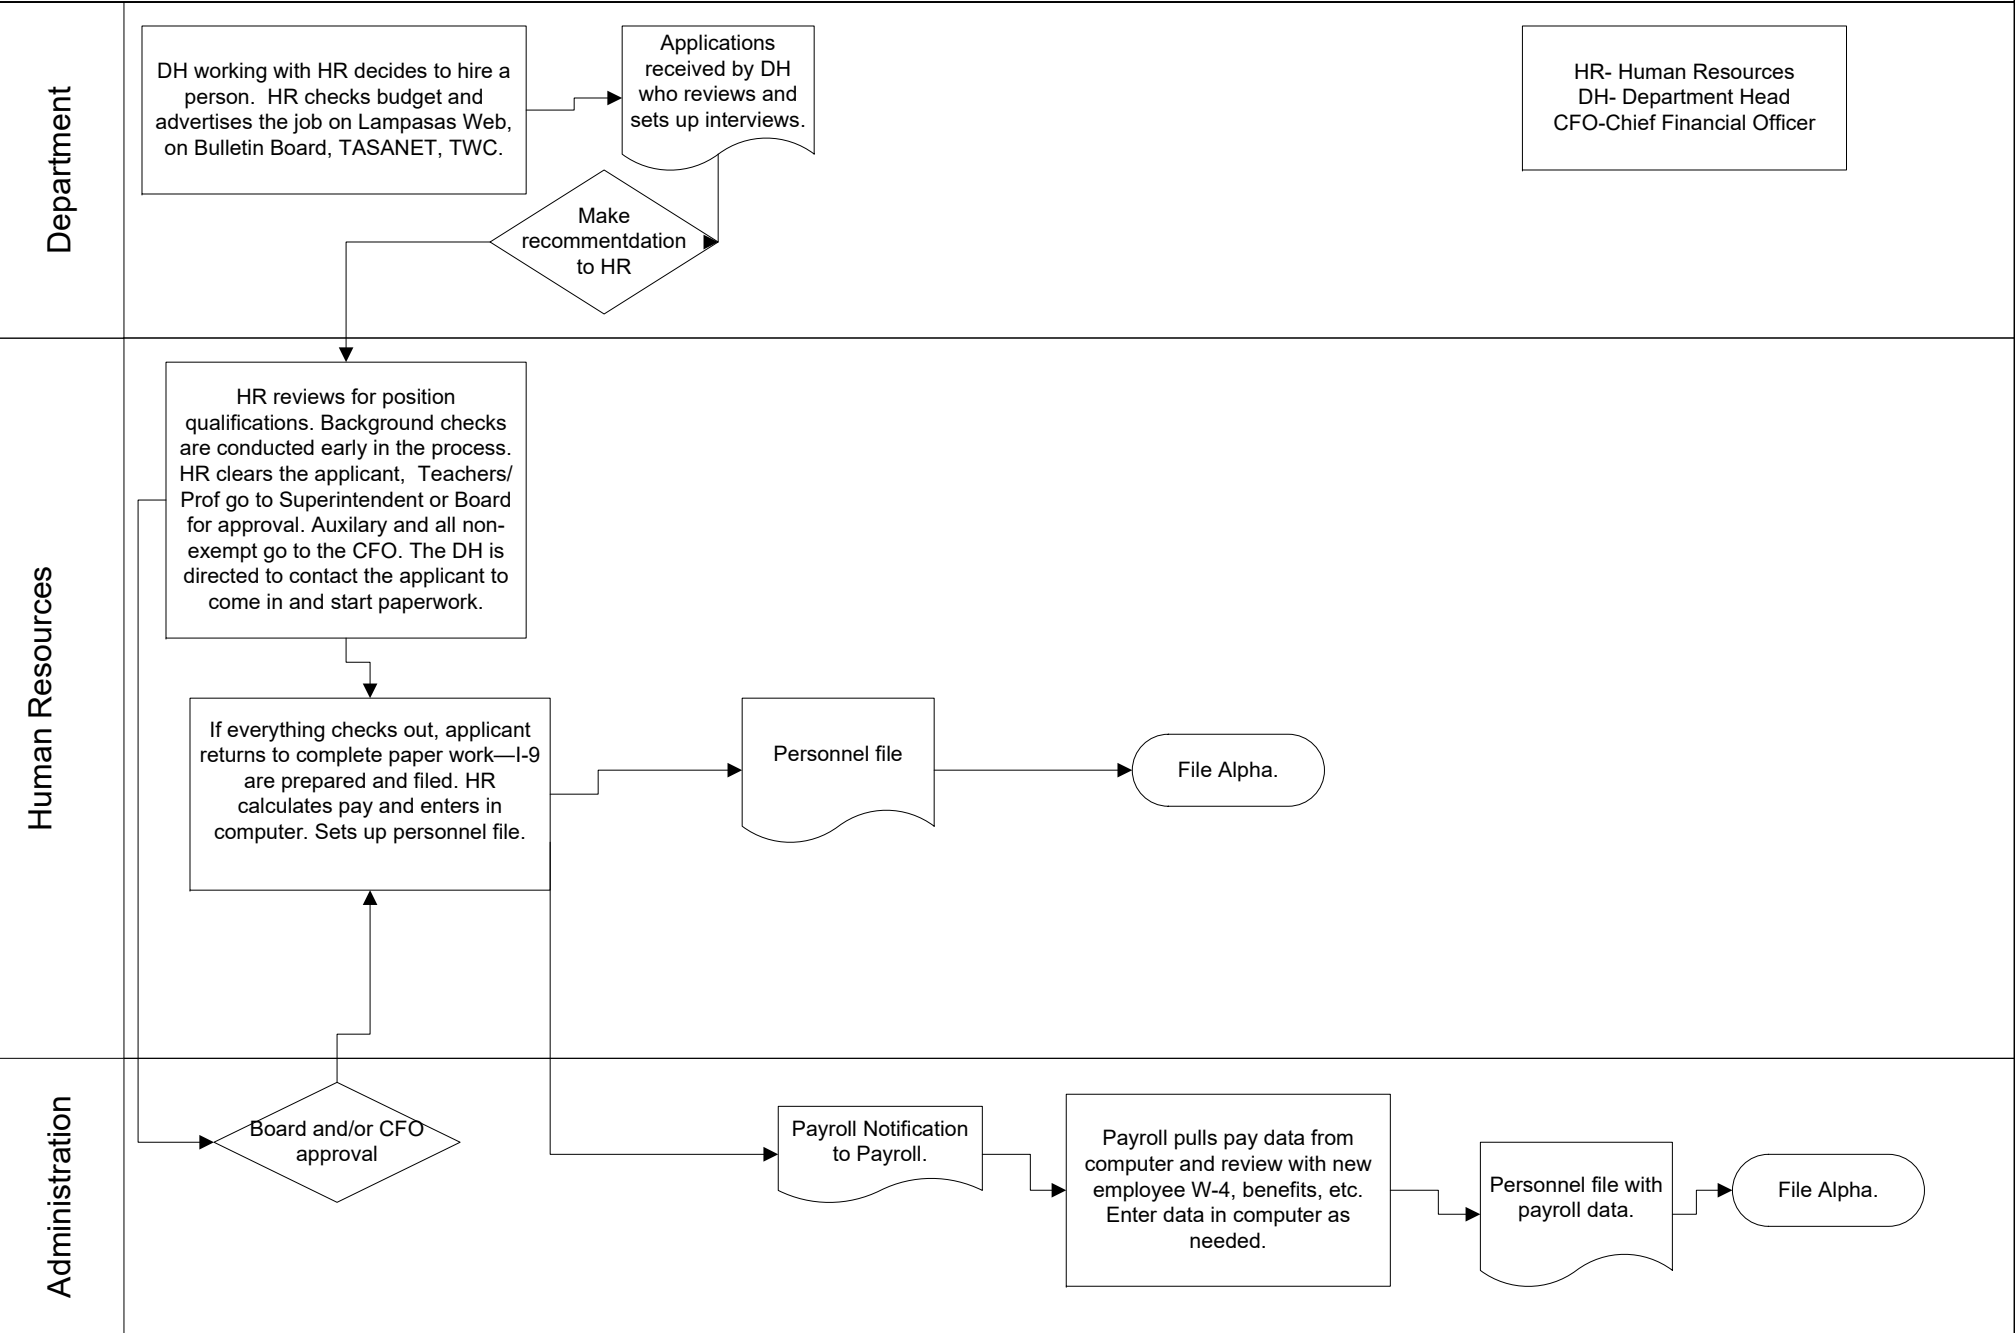 Department
DH working with HR decides to hire a
person.  HR checks budget and
advertises the job on Lampasas Web,
on Bulletin Board, TASANET, TWC.
Applications
received by DH
who reviews and
sets up interviews.
HR- Human Resources
DH- Department Head
CFO-Chief Financial Officer
Make
recommentdation
to HR
Human Resources
HR reviews for position
qualifications. Background checks
are conducted early in the process.
HR clears the applicant,  Teachers/
Prof go to Superintendent or Board
for approval. Auxilary and all non-
exempt go to the CFO. The DH is
directed to contact the applicant to
come in and start paperwork.
If everything checks out, applicant
returns to complete paper work—I-9
are prepared and filed. HR
calculates pay and enters in
computer. Sets up personnel file.
Personnel file
File Alpha.
Administration
Board and/or CFO
approval
Payroll Notification
to Payroll.
Payroll pulls pay data from
computer and review with new
employee W-4, benefits, etc.
Enter data in computer as
needed.
Personnel file with
payroll data.
File Alpha.